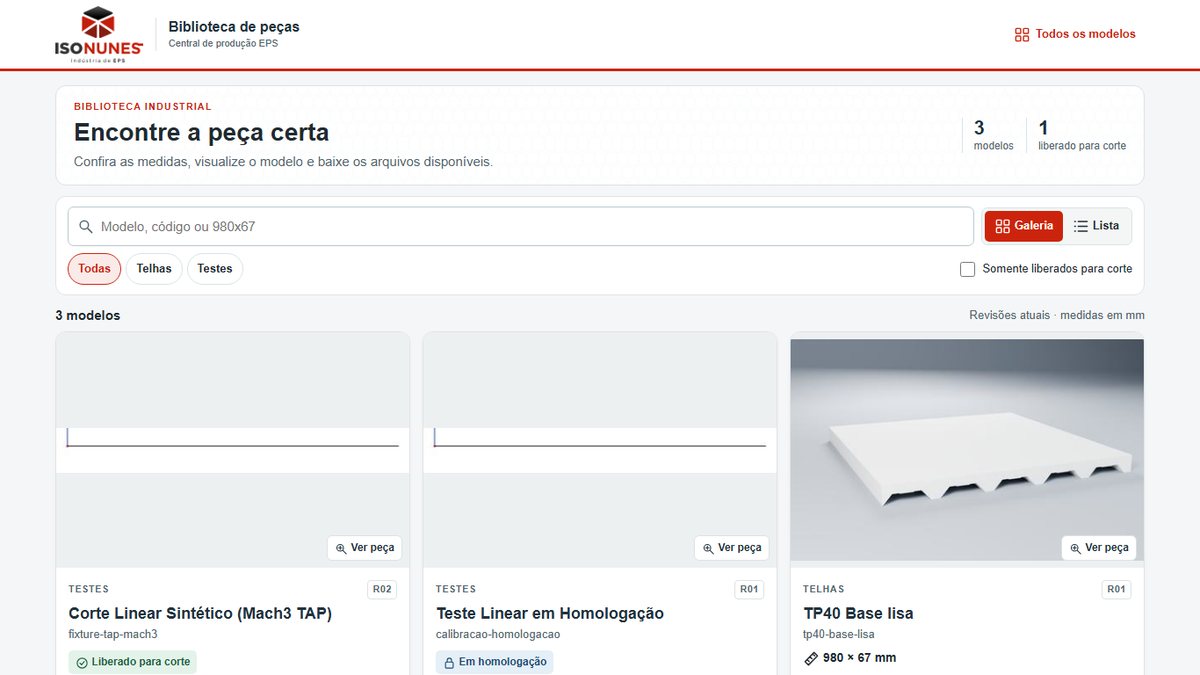 ISONUNES
Indústria de EPS
Biblioteca de peças
Central de produção EPS
Todos os modelos
BIBLIOTECA INDUSTRIAL
Encontre a peça certa
Confira as medidas, visualize o modelo e baixe os arquivos disponíveis.
3
modelos
1
liberado para corte
Modelo, código ou 980x67
Galeria
Lista
Todas
Telhas
Testes
Somente liberados para corte
3 modelos
Revisões atuais · medidas em mm
Ver peça
Ver peça
Ver peça
TESTES
R02
Corte Linear Sintético (Mach3 TAP)
fixture-tap-mach3
Liberado para corte
TESTES
R01
Teste Linear em Homologação
calibracao-homologacao
Em homologação
TELHAS
R01
TP40 Base lisa
tp40-base-lisa
980 × 67 mm